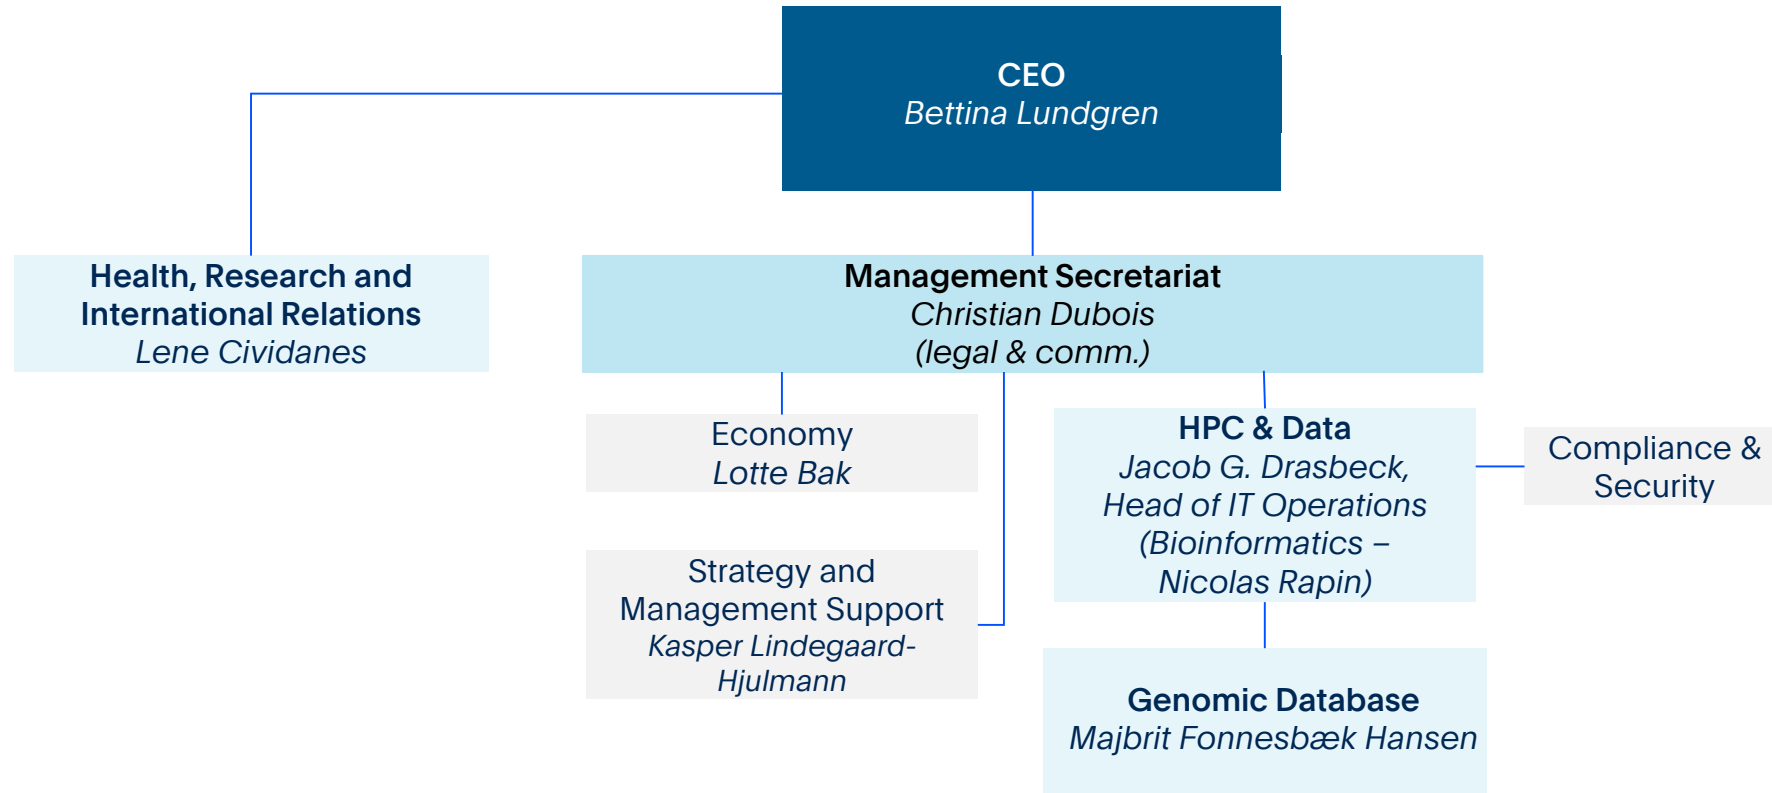 CEO
Bettina Lundgren
Health, Research and
International Relations
Lene Cividanes
Management Secretariat
Christian Dubois
(legal & comm.)
Economy
Lotte Bak
Strategy and
Management Support
Kasper Lindegaard-
Hjulmann
HPC & Data
Jacob G. Drasbeck,
Head of IT Operations
(Bioinformatics –
Nicolas Rapin)
Compliance &
Security
Genomic Database
Majbrit Fonnesbæk Hansen